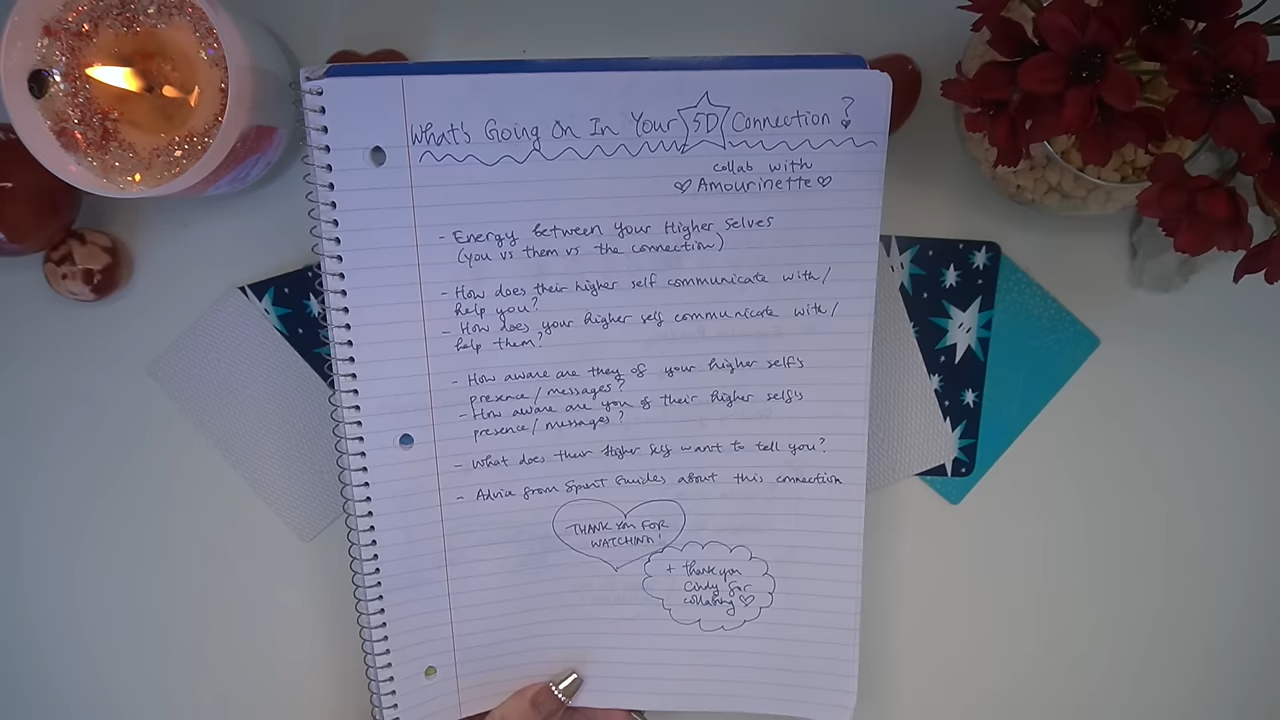 What's Going On In Your 5D Connection?
collab with
♡ Amourinette ♡
- Energy between your Higher Selves
(you vs them vs the connection)
- How does their higher self communicate with/
help you?
- How does your higher self communicate with/
help them?
- How aware are they of your higher self's
presence/messages?
- How aware are you of their higher self's
presence/messages?
- What does their Higher Self want to tell you?
- Advice from Spirit Guides about this connection
THANK YOU FOR
WATCHING!
+ thank you
Cindy for
collabing ♡